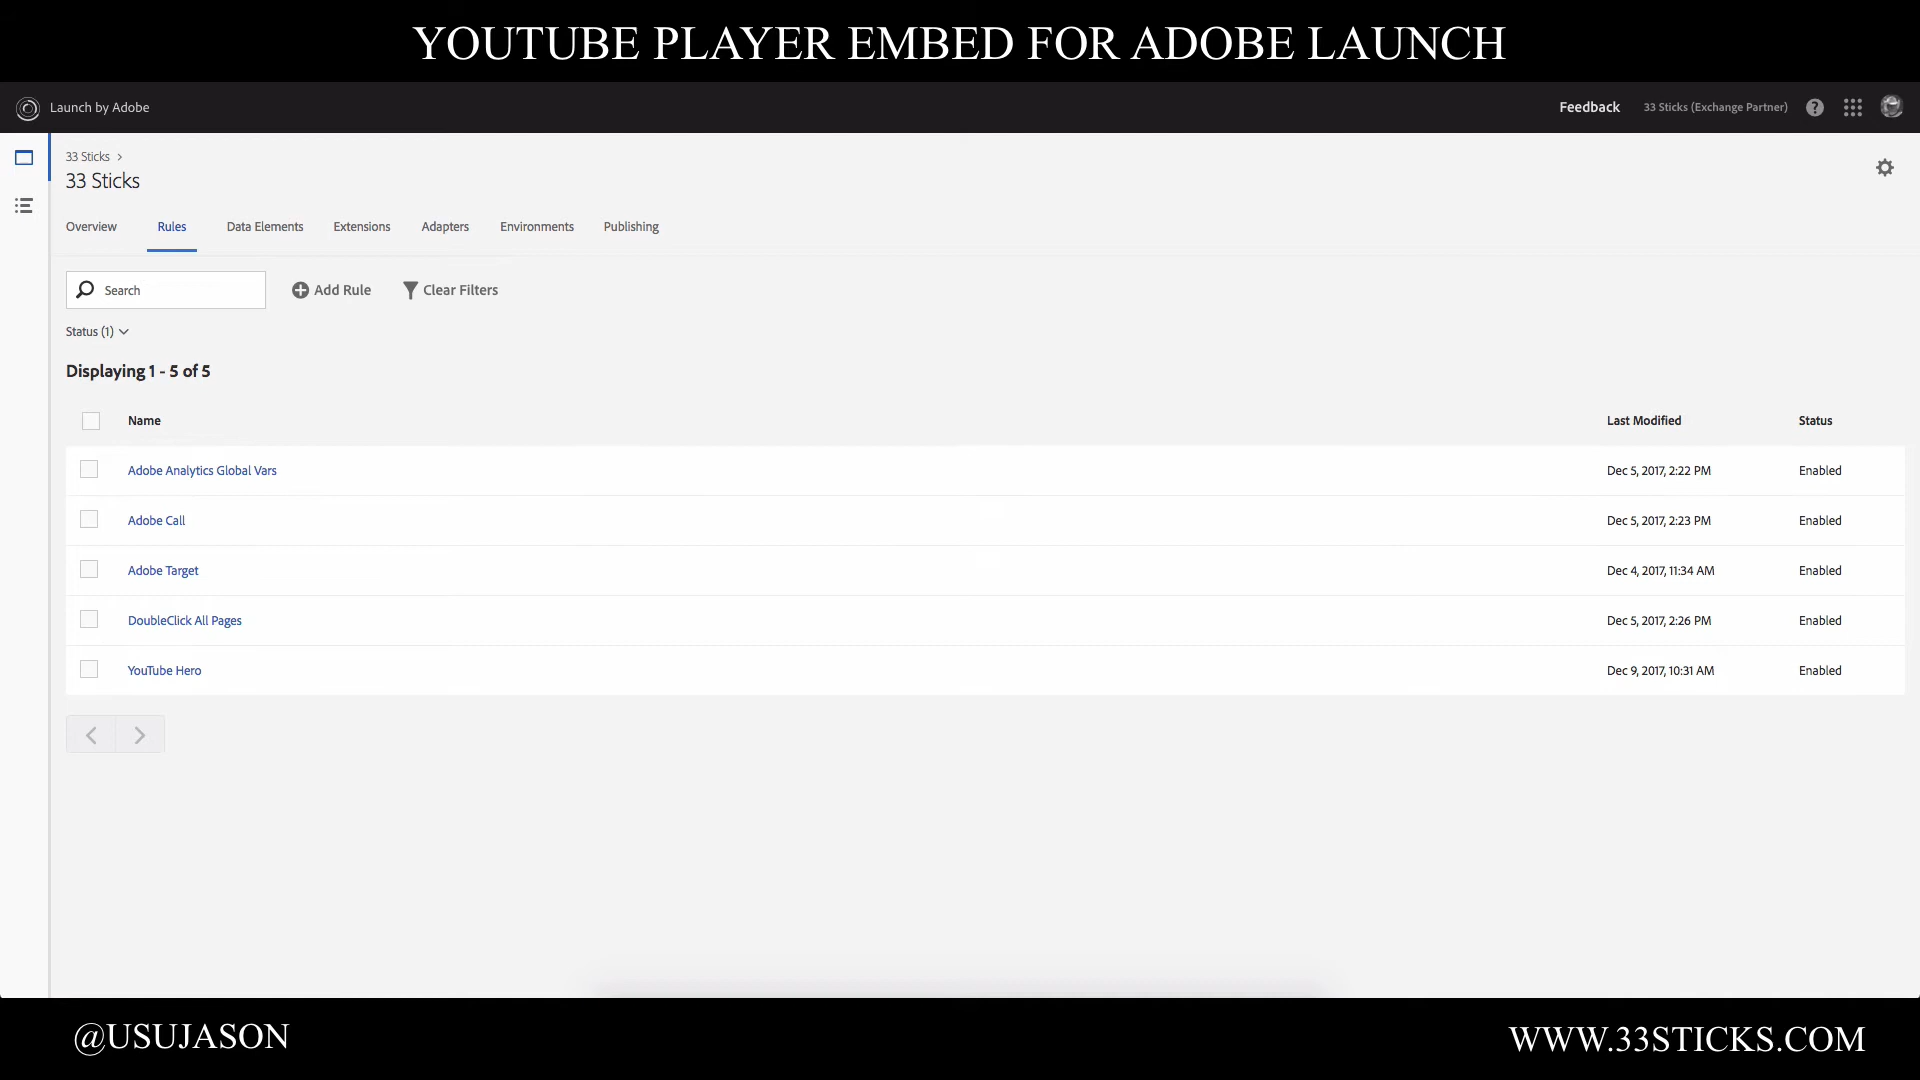 YOUTUBE PLAYER EMBED FOR ADOBE LAUNCH
Launch by Adobe
Feedback 33 Sticks (Exchange Partner)
33 Sticks
33 Sticks
Overview Rules Data Elements Extensions Adapters Environments Publishing
Search Add Rule Clear Filters
Status (1)
Displaying 1 - 5 of 5
Name Last Modified Status
Adobe Analytics Global Vars Dec 5, 2017, 2:22 PM Enabled
Adobe Call Dec 5, 2017, 2:23 PM Enabled
Adobe Target Dec 4, 2017, 11:34 AM Enabled
DoubleClick All Pages Dec 5, 2017, 2:26 PM Enabled
YouTube Hero Dec 9, 2017, 10:31 AM Enabled
@USUJASON
WWW.33STICKS.COM